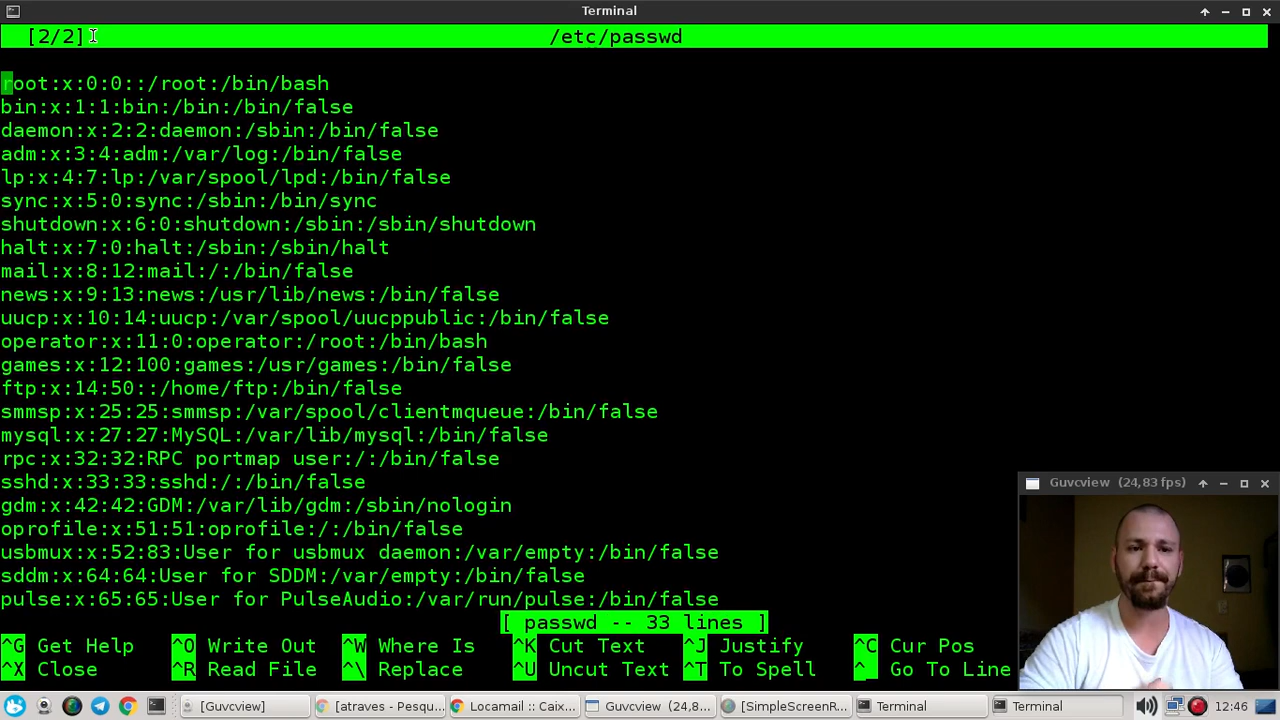 Terminal
[2/2] /etc/passwd
root:x:0:0::/root:/bin/bash
bin:x:1:1:bin:/bin:/bin/false
daemon:x:2:2:daemon:/sbin:/bin/false
adm:x:3:4:adm:/var/log:/bin/false
lp:x:4:7:lp:/var/spool/lpd:/bin/false
sync:x:5:0:sync:/sbin:/bin/sync
shutdown:x:6:0:shutdown:/sbin:/sbin/shutdown
halt:x:7:0:halt:/sbin:/sbin/halt
mail:x:8:12:mail:/:/bin/false
news:x:9:13:news:/usr/lib/news:/bin/false
uucp:x:10:14:uucp:/var/spool/uucppublic:/bin/false
operator:x:11:0:operator:/root:/bin/bash
games:x:12:100:games:/usr/games:/bin/false
ftp:x:14:50::/home/ftp:/bin/false
smmsp:x:25:25:smmsp:/var/spool/clientmqueue:/bin/false
mysql:x:27:27:MySQL:/var/lib/mysql:/bin/false
rpc:x:32:32:RPC portmap user:/:/bin/false
sshd:x:33:33:sshd:/:/bin/false
gdm:x:42:42:GDM:/var/lib/gdm:/sbin/nologin
oprofile:x:51:51:oprofile:/:/bin/false
usbmux:x:52:83:User for usbmux daemon:/var/empty:/bin/false
sddm:x:64:64:User for SDDM:/var/empty:/bin/false
pulse:x:65:65:User for PulseAudio:/var/run/pulse:/bin/false
[ passwd -- 33 lines ]
^G Get Help ^O Write Out ^W Where Is ^K Cut Text ^J Justify ^C Cur Pos
^X Close ^R Read File ^\ Replace ^U Uncut Text ^T To Spell ^_ Go To Line
Guvcview (24,83 fps)
[Guvcview] [atraves - Pesqu... Locaweb mail :: Caix... Guvcview (24,8... [SimpleScreenR... Terminal Terminal 12:46